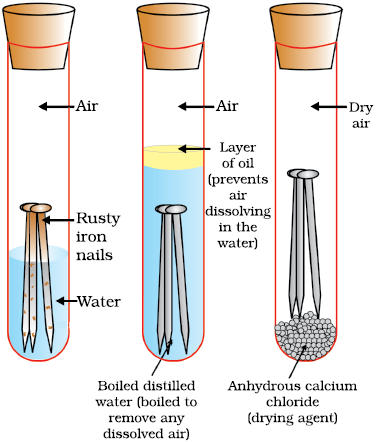 Air
Rusty
iron
nails
Water
Air
Layer
of oil
(prevents
air
dissolving
in the
water)
Boiled distilled
water (boiled to
remove any
dissolved air)
Dry
air
Anhydrous calcium
chloride
(drying agent)